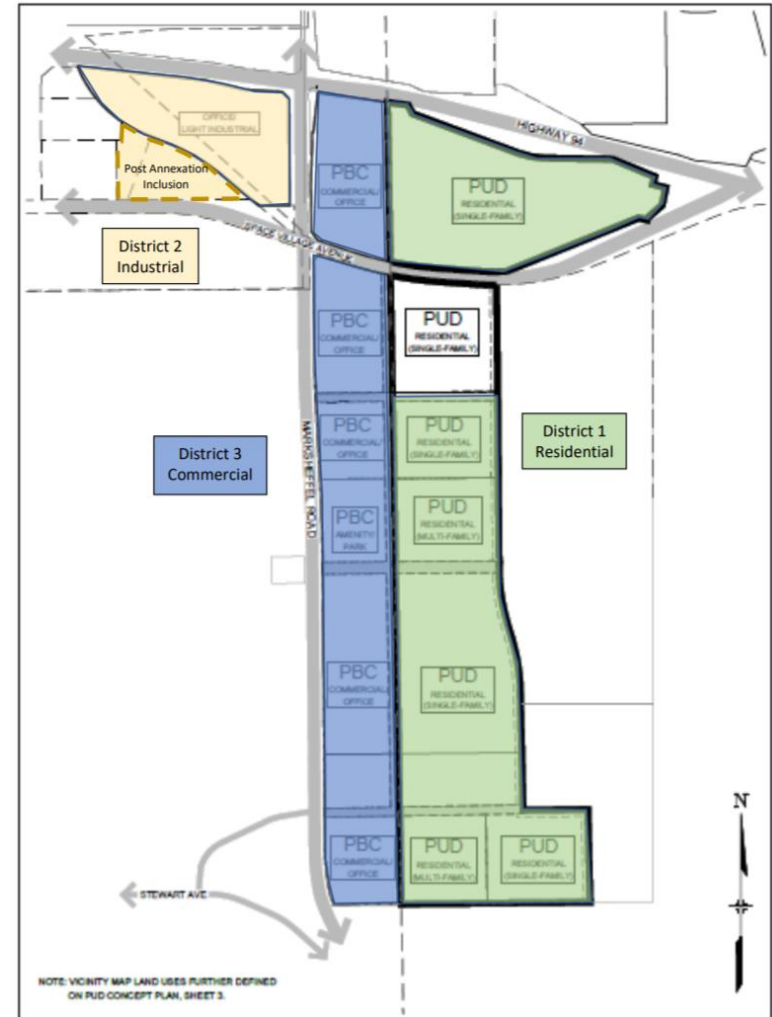 OFFICE/
LIGHT INDUSTRIAL
Post Annexation
Inclusion
HIGHWAY 94
PBC
COMMERCIAL/
OFFICE
PUD
RESIDENTIAL
(SINGLE-FAMILY)
District 2
Industrial
SPACE VILLAGE AVENUE
PBC
COMMERCIAL/
OFFICE
PUD
RESIDENTIAL
(SINGLE-FAMILY)
District 3
Commercial
MARKSHEFFEL ROAD
PBC
COMMERCIAL/
OFFICE
PUD
RESIDENTIAL
(SINGLE-FAMILY)
District 1
Residential
PBC
AMENITY/
PARK
PUD
RESIDENTIAL
(MULTI-FAMILY)
PBC
COMMERCIAL/
OFFICE
PUD
RESIDENTIAL
(SINGLE-FAMILY)
PBC
COMMERCIAL/
OFFICE
PUD
RESIDENTIAL
(MULTI-FAMILY)
PUD
RESIDENTIAL
(SINGLE-FAMILY)
STEWART AVE
N
NOTE: VICINITY MAP LAND USES FURTHER DEFINED
ON PUD CONCEPT PLAN, SHEET 3.